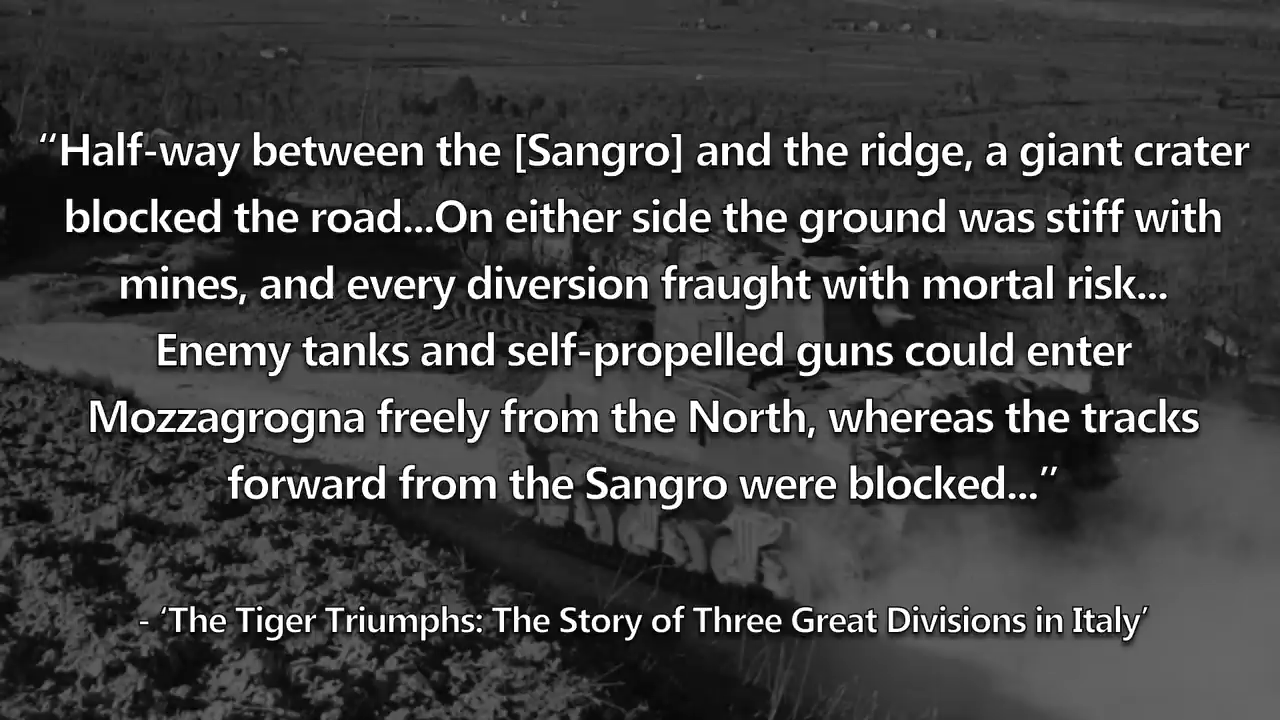 “Half-way between the [Sangro] and the ridge, a giant crater
blocked the road...On either side the ground was stiff with
mines, and every diversion fraught with mortal risk...
Enemy tanks and self-propelled guns could enter
Mozzagrogna freely from the North, whereas the tracks
forward from the Sangro were blocked...”
- ‘The Tiger Triumphs: The Story of Three Great Divisions in Italy’